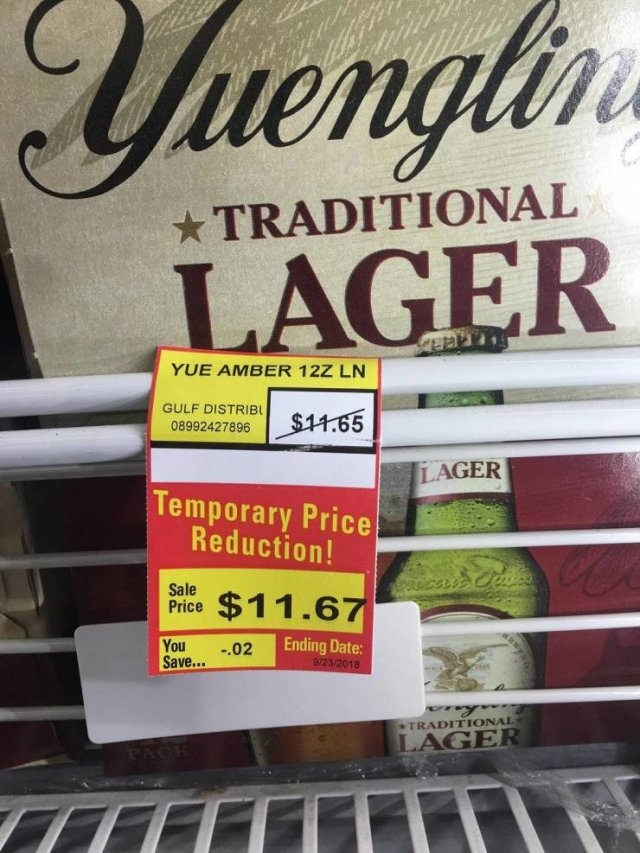 Yuengling
TRADITIONAL
LAGER
YUE AMBER 12Z LN
GULF DISTRIBU
08992427896
$11.65
Temporary Price
Reduction!
Sale
Price
$11.67
You
Save...
-.02
Ending Date:
9/23/2018
LAGER
TRADITIONAL
LAGER
PACK